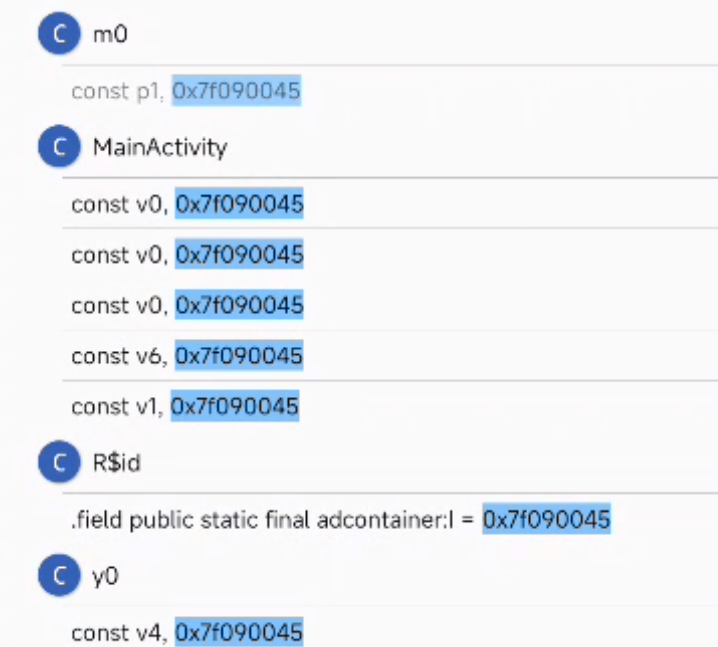 C m0
const p1, 0x7f090045
C MainActivity
const v0, 0x7f090045
const v0, 0x7f090045
const v0, 0x7f090045
const v6, 0x7f090045
const v1, 0x7f090045
C R$id
.field public static final adcontainer:I = 0x7f090045
C y0
const v4, 0x7f090045